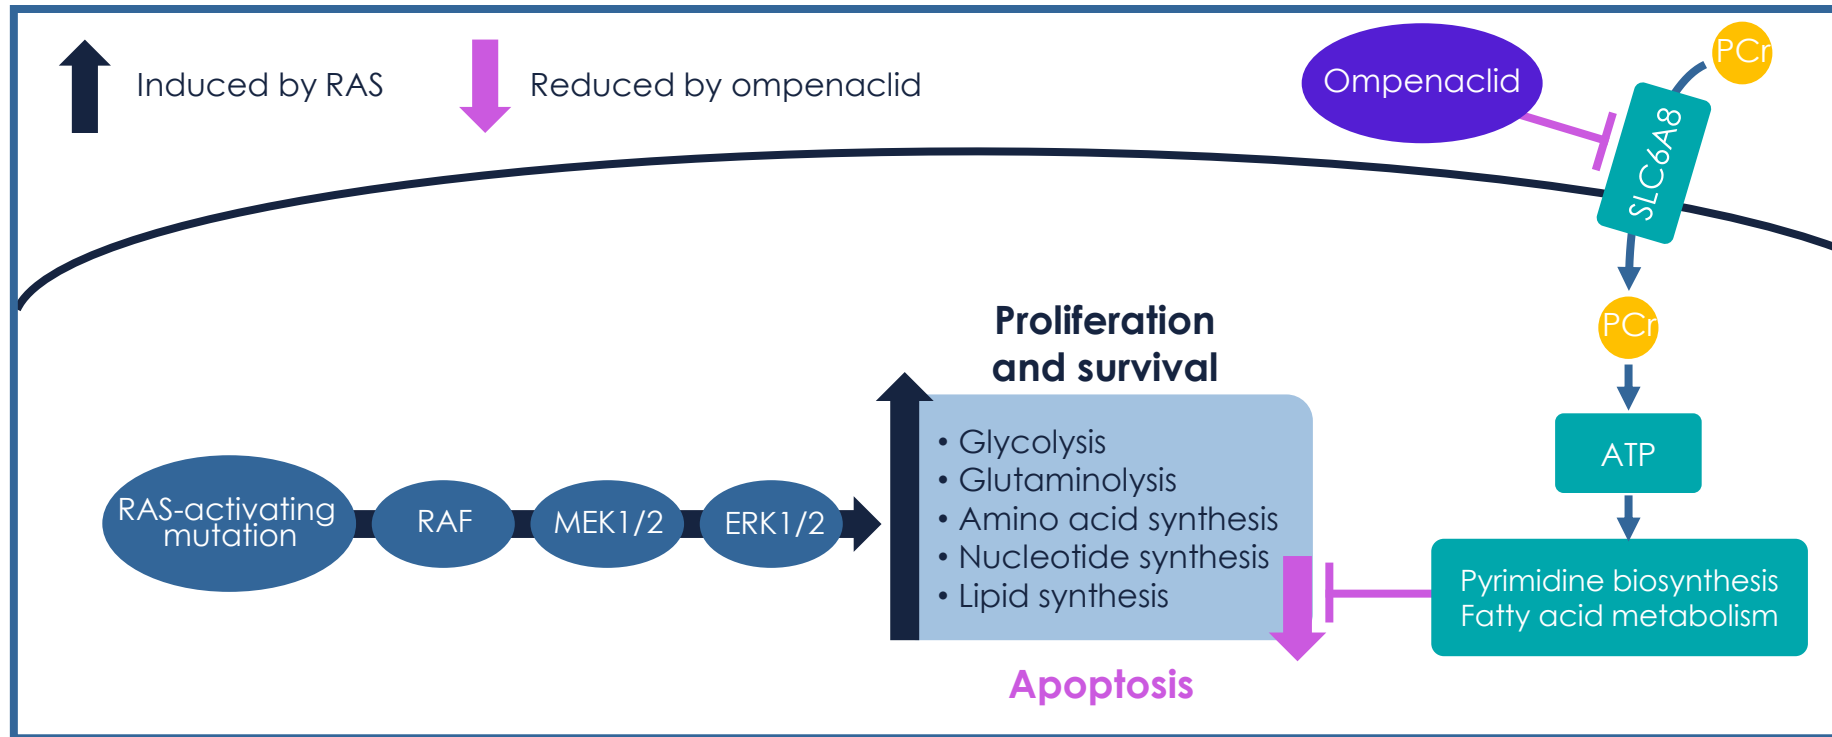 Induced by RAS
Reduced by ompenaclid
Ompenaclid
PCr
SLC6A8
PCr
ATP
Pyrimidine biosynthesis
Fatty acid metabolism
Proliferation
and survival
• Glycolysis
• Glutaminolysis
• Amino acid synthesis
• Nucleotide synthesis
• Lipid synthesis
Apoptosis
RAS-activating
mutation
RAF
MEK1/2
ERK1/2